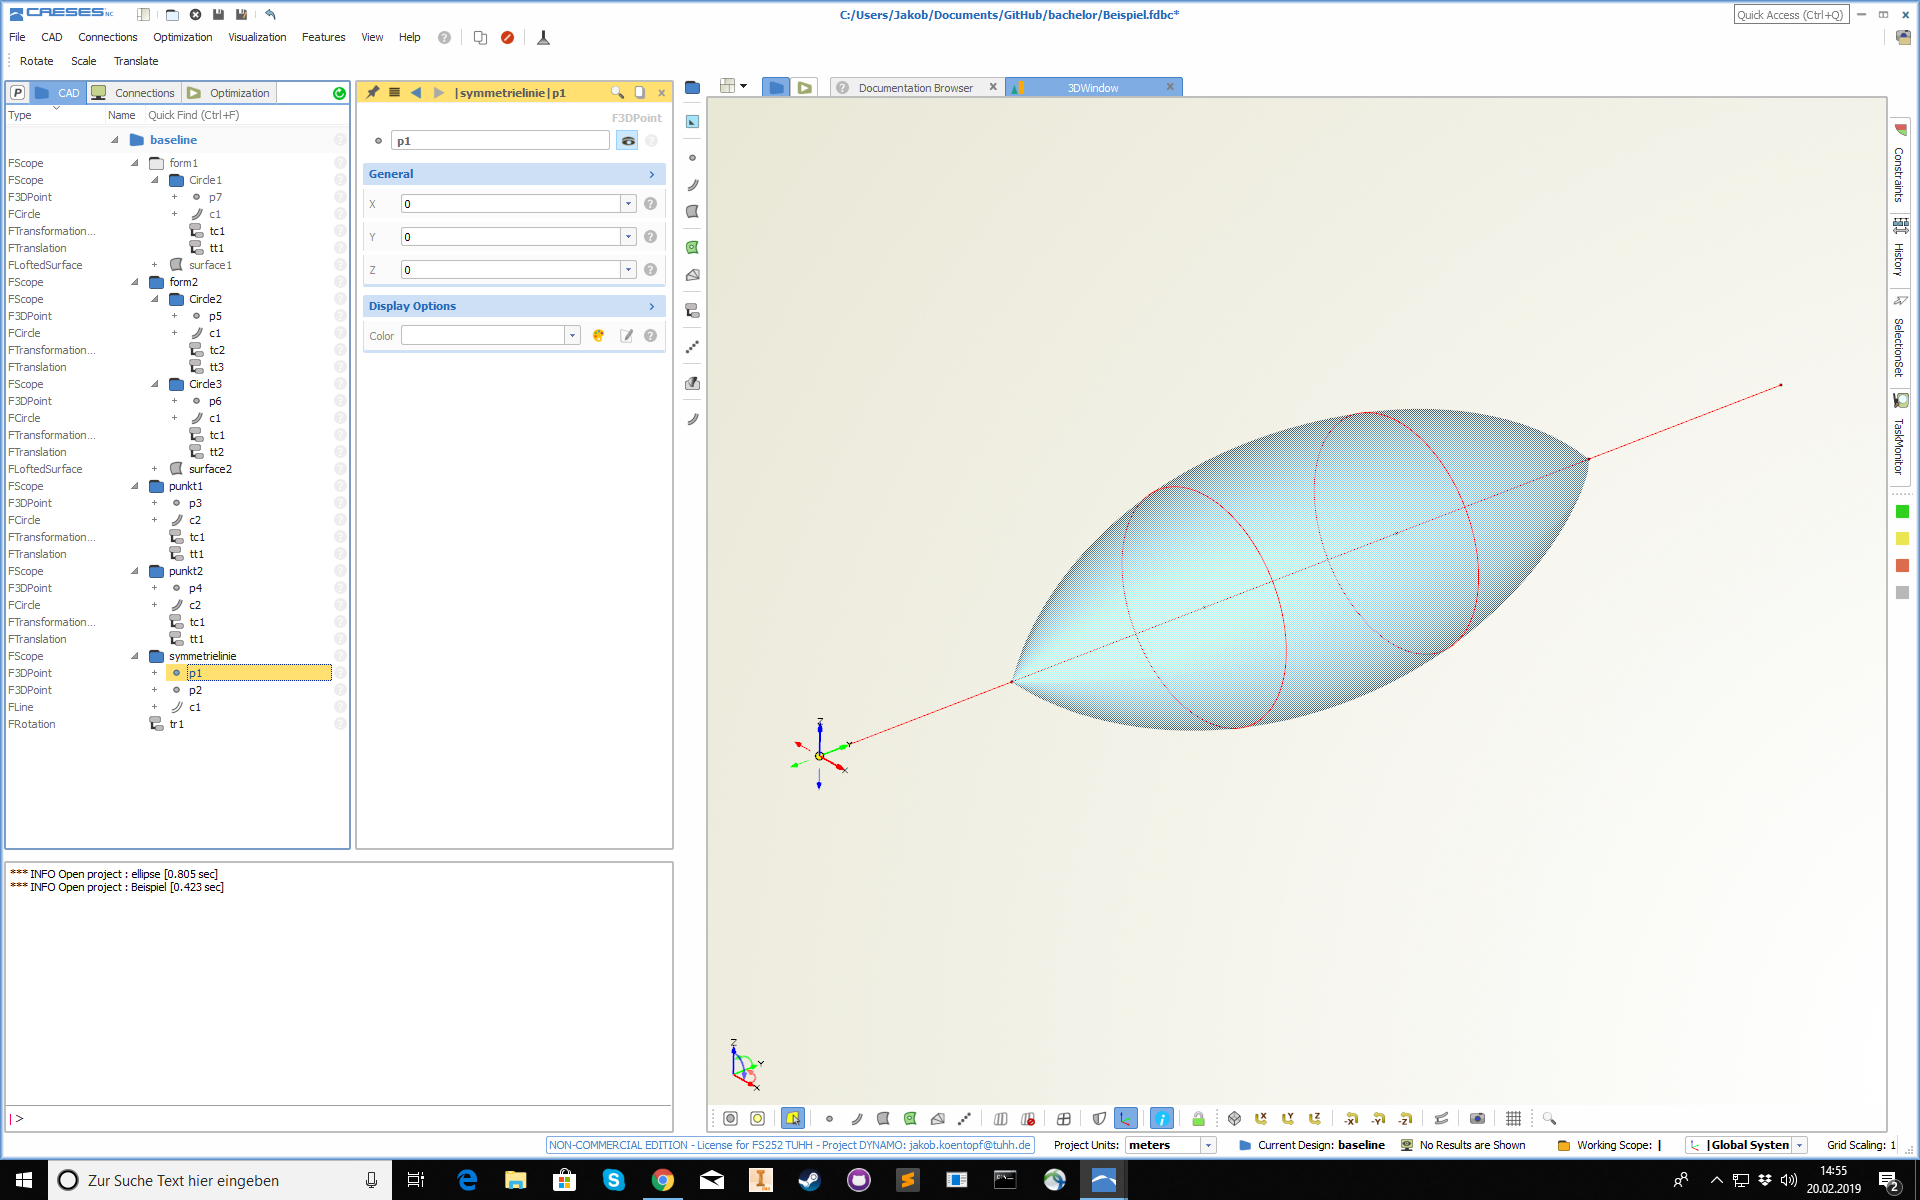 CAESES NC
C:/Users/Jakob/Documents/GitHub/bachelor/Beispiel.fdbc*
Quick Access (Ctrl+Q)
File CAD Connections Optimization Visualization Features View Help
Rotate Scale Translate
P CAD Connections Optimization
Type Name Quick Find (Ctrl+F)
baseline
FScope form1
FScope Circle1
F3DPoint p7
FCircle c1
FTransformation... tc1
FTranslation tt1
FLoftedSurface surface1
FScope form2
FScope Circle2
F3DPoint p5
FCircle c1
FTransformation... tc2
FTranslation tt3
FScope Circle3
F3DPoint p6
FCircle c1
FTransformation... tc1
FTranslation tt2
FLoftedSurface surface2
FScope punkt1
F3DPoint p3
FCircle c2
FTransformation... tc1
FTranslation tt1
FScope punkt2
F3DPoint p4
FCircle c2
FTransformation... tc1
FTranslation tt1
FScope symmetrielinie
F3DPoint p1
F3DPoint p2
FLine c1
FRotation tr1
|symmetrielinie|p1
F3DPoint
p1
General
X 0
Y 0
Z 0
Display Options
Color
Documentation Browser
3DWindow
Z
Y
X
Z
Y
X
Constraints
History
SelectionSet
TaskMonitor
*** INFO Open project : ellipse [0.805 sec]
*** INFO Open project : Beispiel [0.423 sec]
|>
X Y Z -X -Y -Z
NON-COMMERCIAL EDITION - License for FS252 TUHH - Project DYNAMO: jakob.koentopf@tuhh.de
Project Units: meters
Current Design: baseline
No Results are Shown
Working Scope: |
|Global System
Grid Scaling: 1
Zur Suche Text hier eingeben
14:55
20.02.2019
2